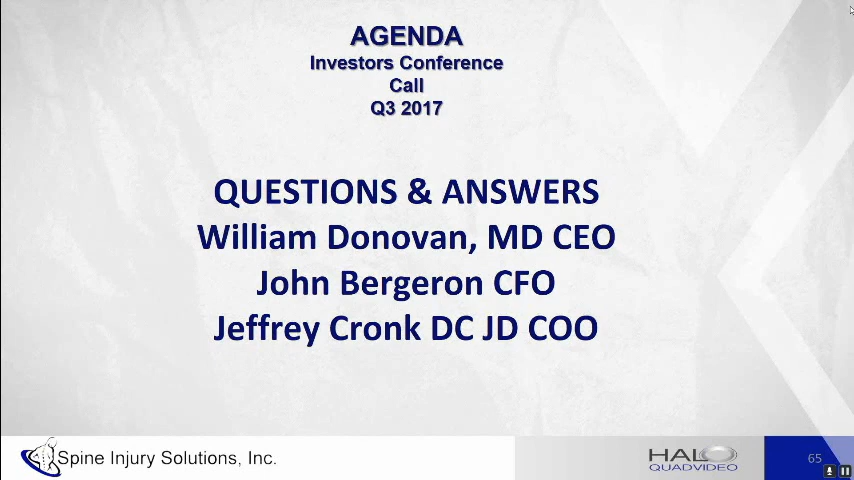 AGENDA
Investors Conference
Call
Q3 2017
QUESTIONS & ANSWERS
William Donovan, MD CEO
John Bergeron CFO
Jeffrey Cronk DC JD COO
Spine Injury Solutions, Inc.
HALO
QUADVIDEO
65